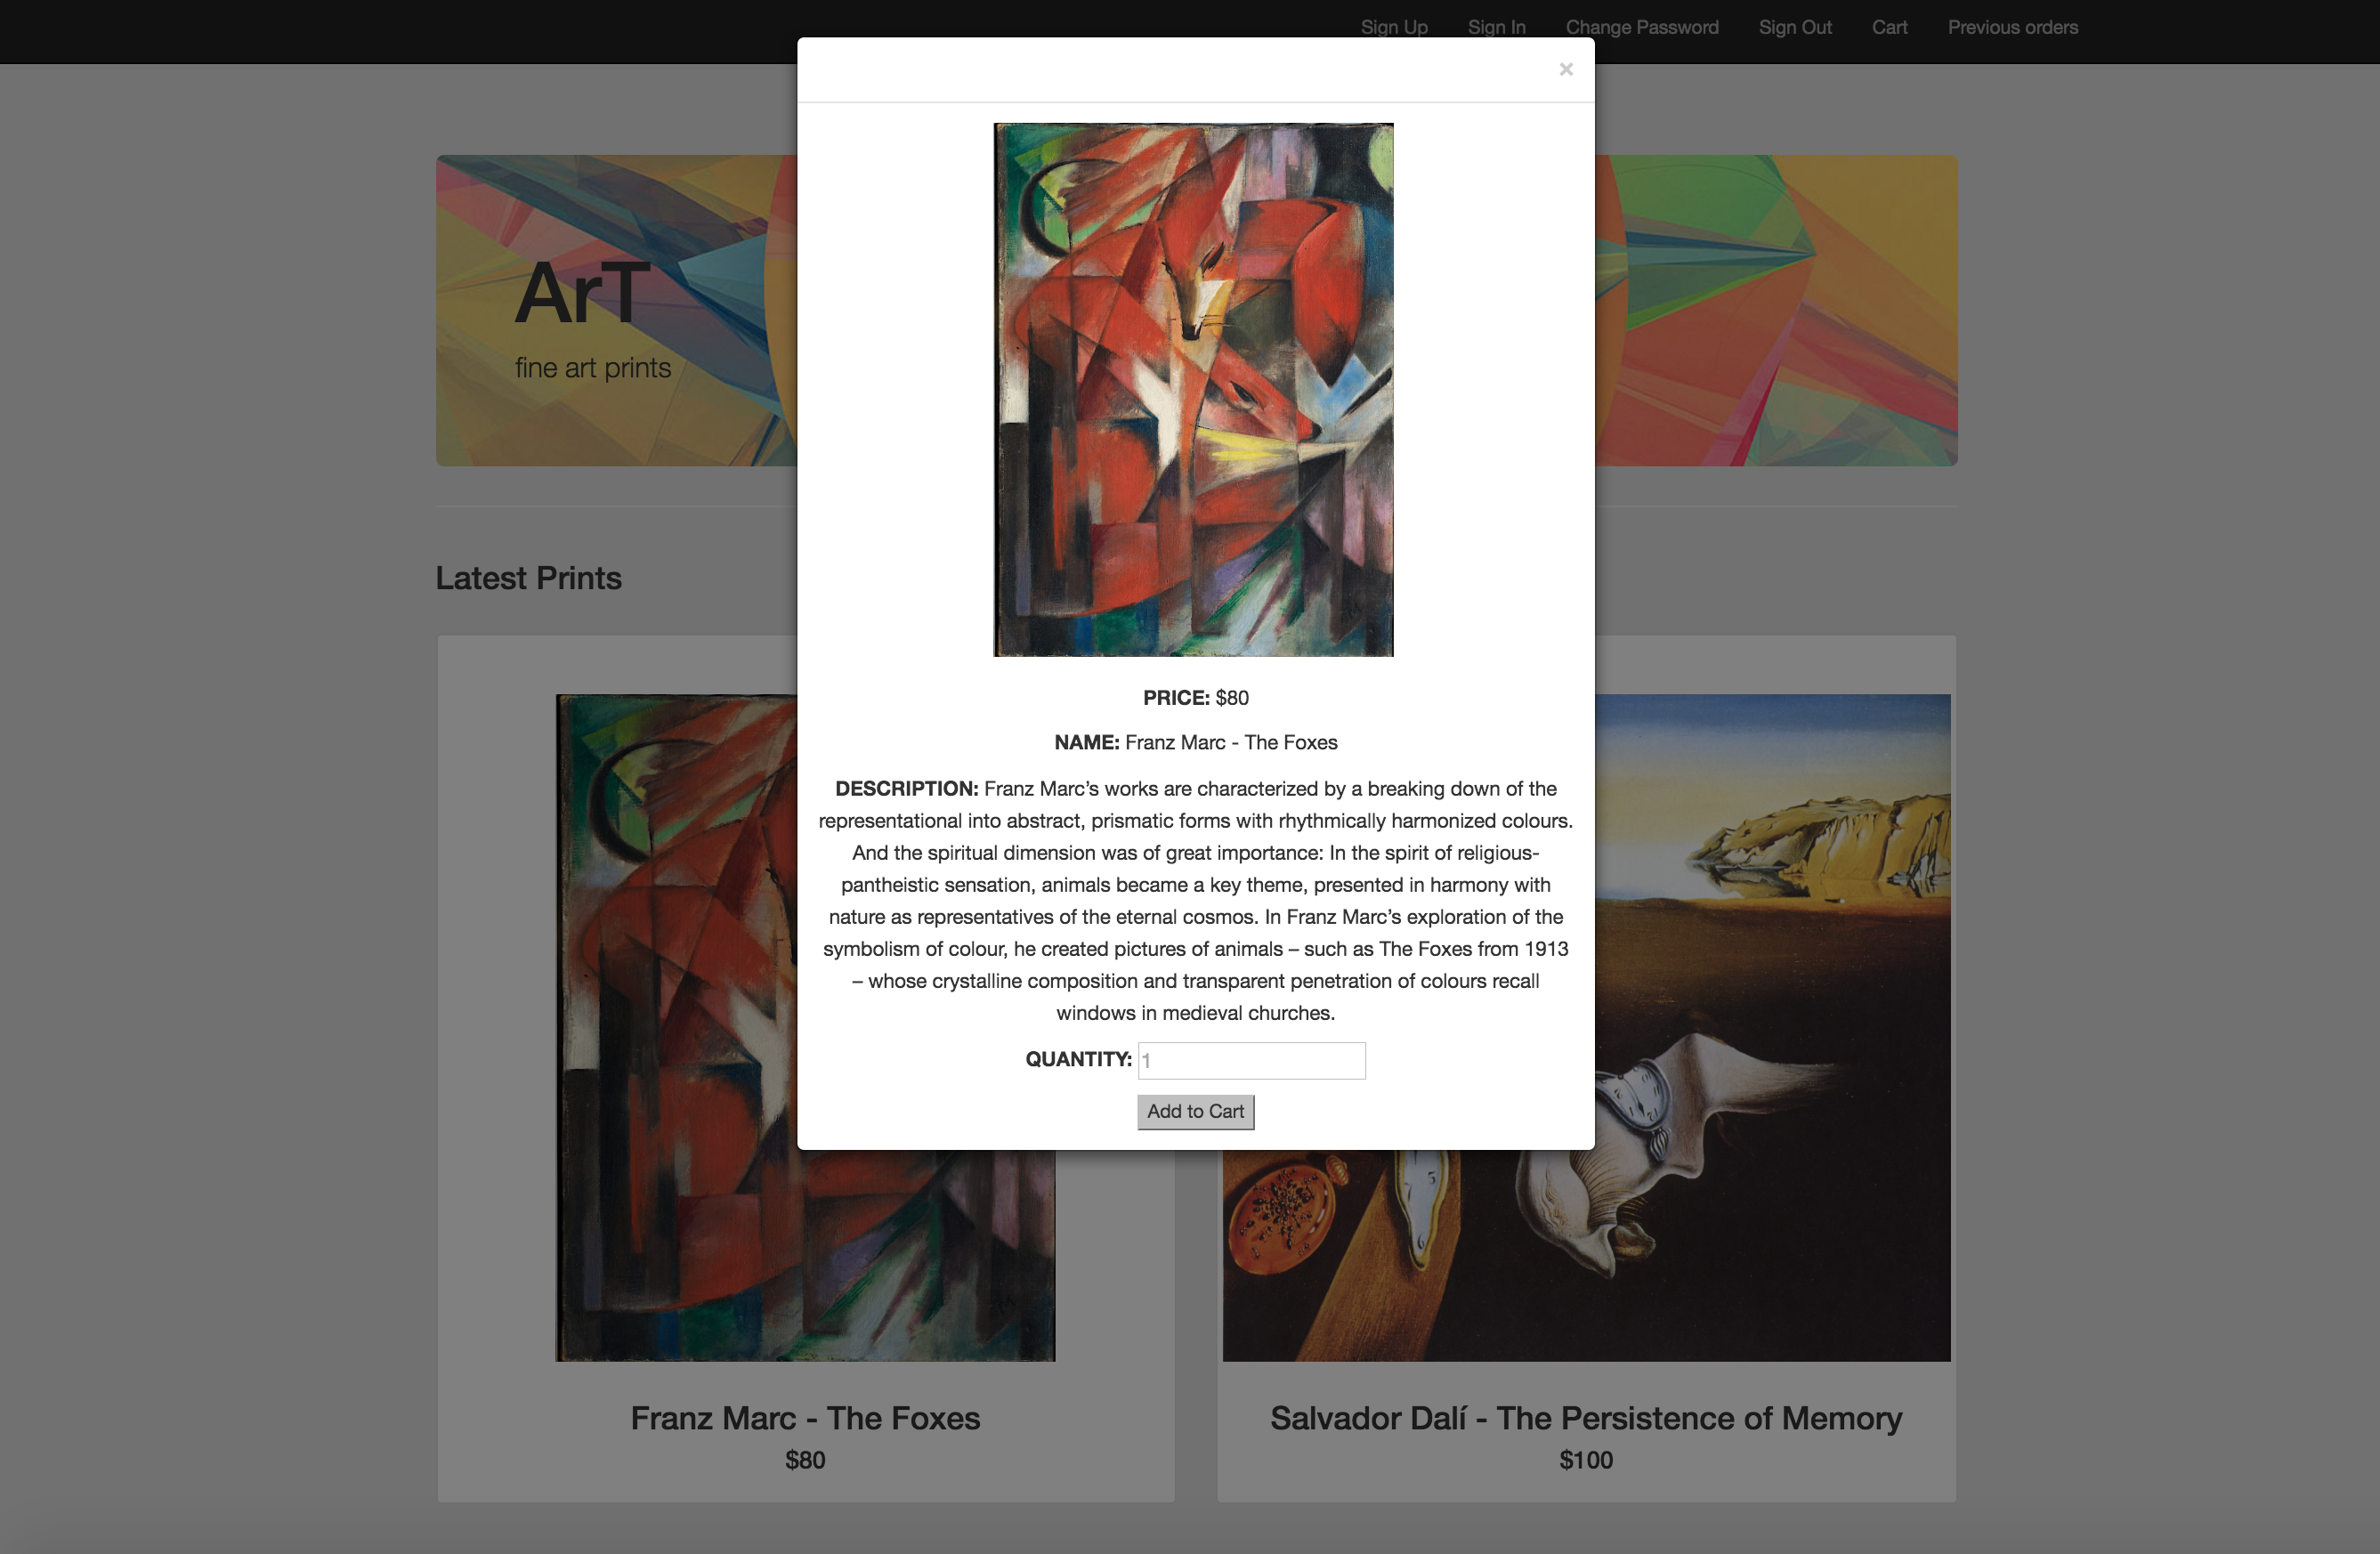 Sign Up Sign In Change Password Sign Out Cart Previous orders
×
ArT
fine art prints
Latest Prints
PRICE: $80
NAME: Franz Marc - The Foxes
DESCRIPTION: Franz Marc’s works are characterized by a breaking down of the
representational into abstract, prismatic forms with rhythmically harmonized colours.
And the spiritual dimension was of great importance: In the spirit of religious-
pantheistic sensation, animals became a key theme, presented in harmony with
nature as representatives of the eternal cosmos. In Franz Marc’s exploration of the
symbolism of colour, he created pictures of animals – such as The Foxes from 1913
– whose crystalline composition and transparent penetration of colours recall
windows in medieval churches.
QUANTITY: 1
Add to Cart
Franz Marc - The Foxes
$80
Salvador Dalí - The Persistence of Memory
$100